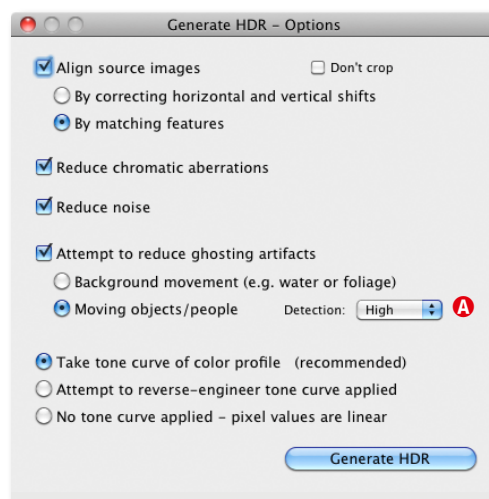 Generate HDR – Options
Align source images Don't crop
By correcting horizontal and vertical shifts
By matching features
Reduce chromatic aberrations
Reduce noise
Attempt to reduce ghosting artifacts
Background movement (e.g. water or foliage)
Moving objects/people Detection: High A
Take tone curve of color profile (recommended)
Attempt to reverse-engineer tone curve applied
No tone curve applied – pixel values are linear
Generate HDR